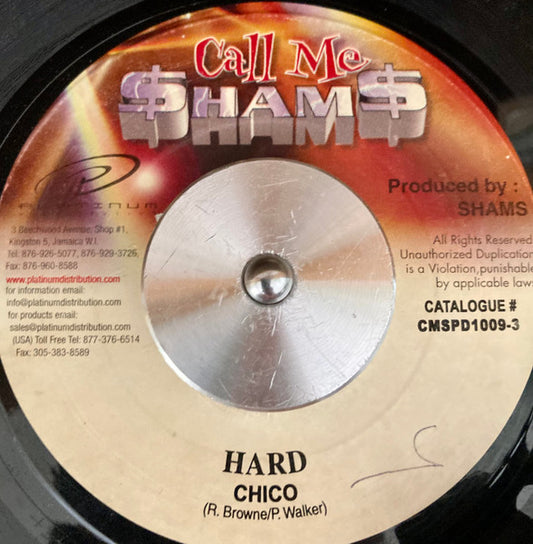 Call Me
$HAM$
PLATINUM
3 Beechwood Avenue, Shop #1,
Kingston 5, Jamaica W.I.
Tel: 876-926-5077, 876-929-3726,
Fax: 876-960-8588
www.platinumdistribution.com
for information email:
info@platinumdistribution.com
for products email:
sales@platinumdistribution.com
(USA) Toll Free Tel: 877-376-6514
Fax: 305-383-8589
Produced by :
SHAMS
All Rights Reserved
Unauthorized Duplication
is a Violation,punishable
by applicable laws
CATALOGUE #
CMSPD1009-3
HARD
CHICO
(R. Browne/P. Walker)